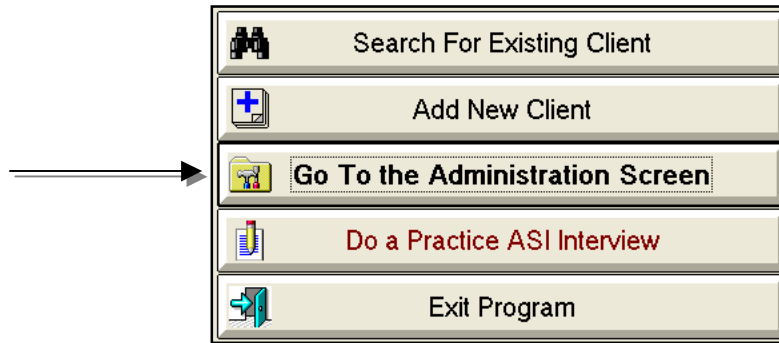 Search For Existing Client
Add New Client
Go To the Administration Screen
Do a Practice ASI Interview
Exit Program